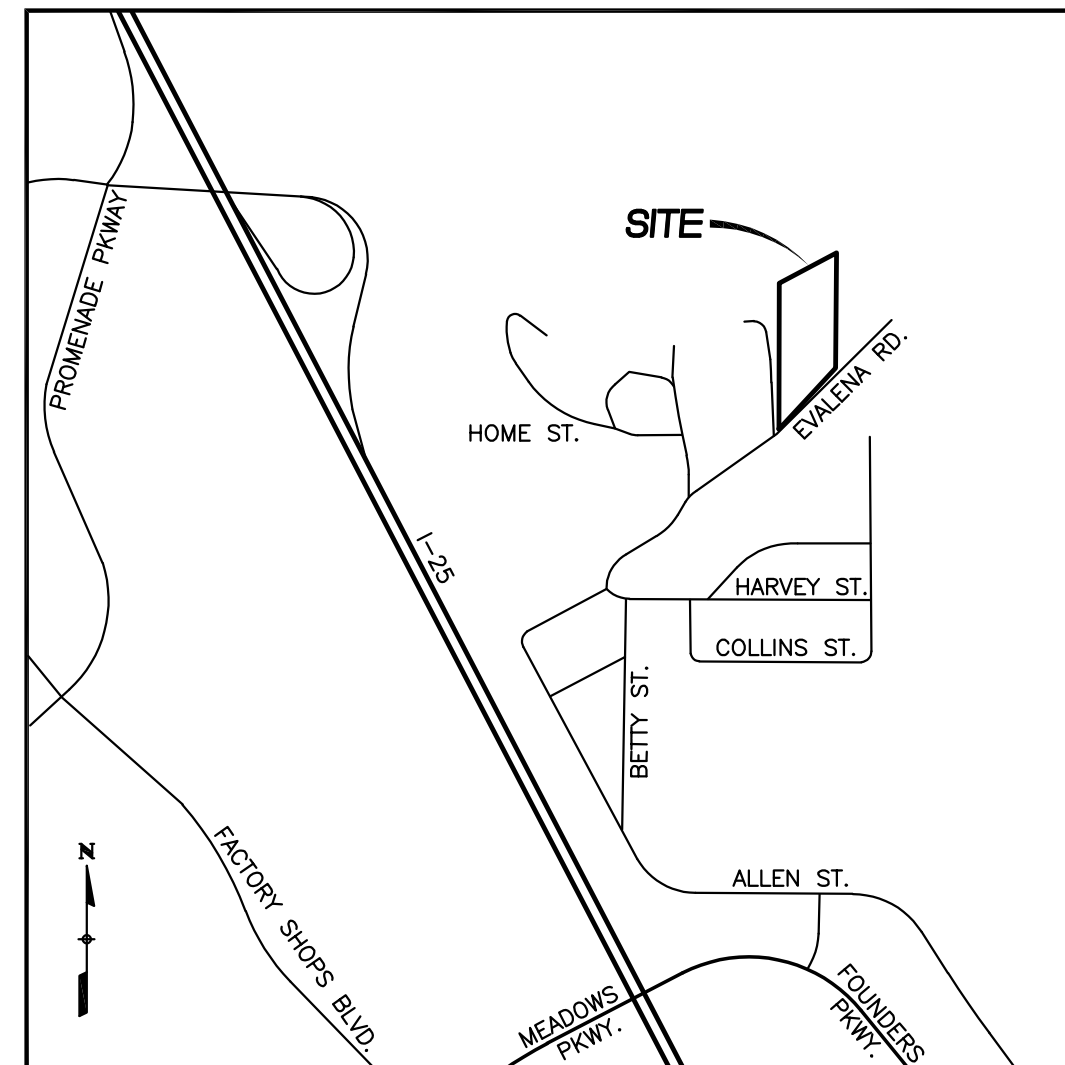 SITE
PROMENADE PKWAY
EVALENA RD.
HOME ST.
I-25
HARVEY ST.
COLLINS ST.
BETTY ST.
N
FACTORY SHOPS BLVD.
ALLEN ST.
MEADOWS
PKWY.
FOUNDERS
PKWY.